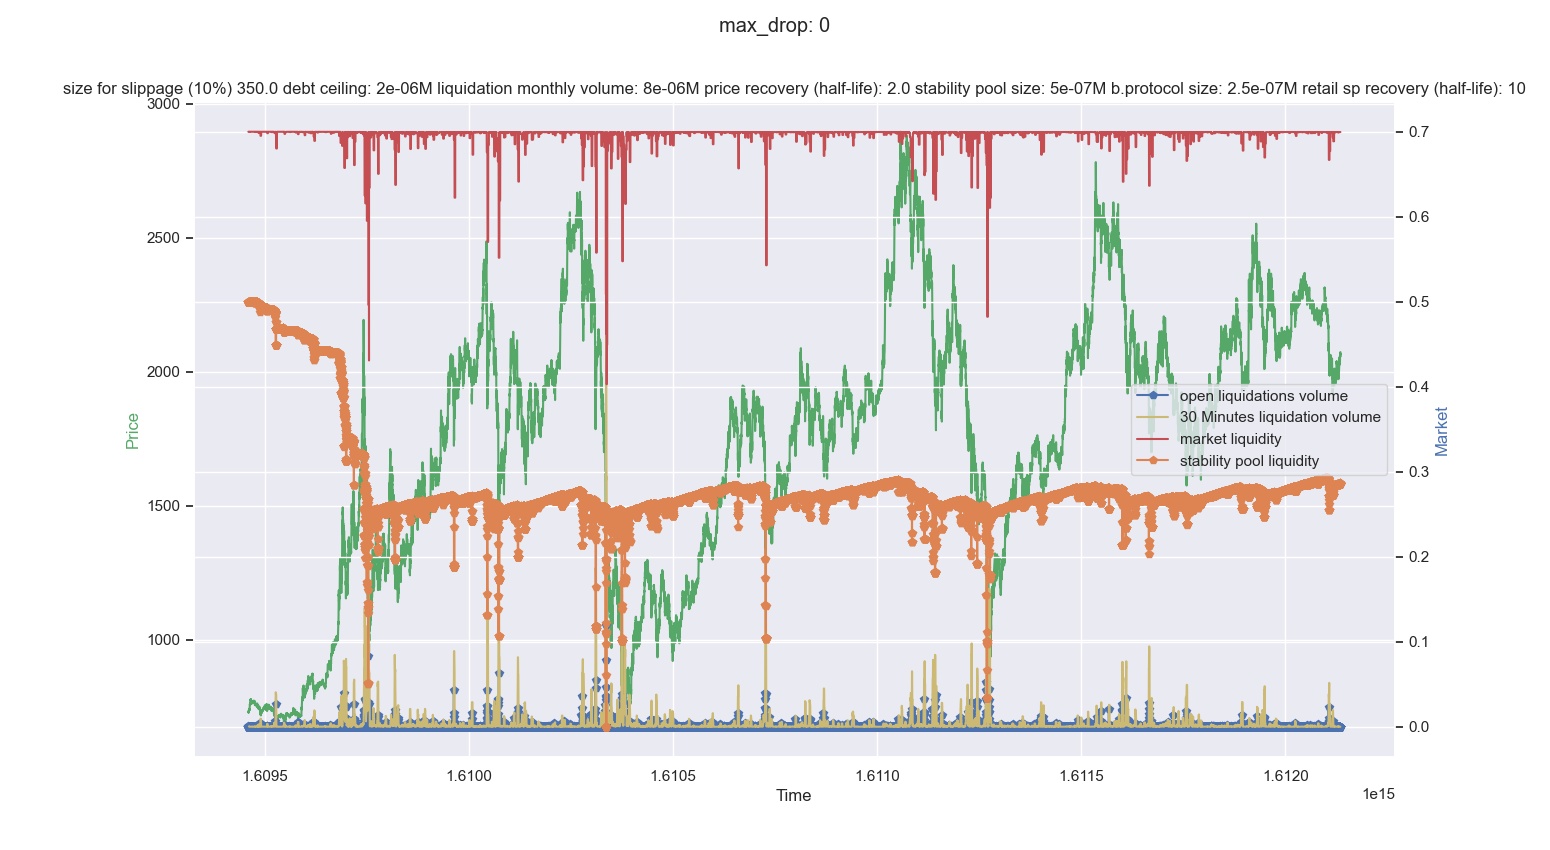 max_drop: 0
size for slippage (10%) 350.0 debt ceiling: 2e-06M liquidation monthly volume: 8e-06M price recovery (half-life): 2.0 stability pool size: 5e-07M b.protocol size: 2.5e-07M retail sp recovery (half-life): 10
3000
2500
2000
1500
1000
Price
0.7
0.6
0.5
0.4
0.3
0.2
0.1
0.0
Market
open liquidations volume
30 Minutes liquidation volume
market liquidity
stability pool liquidity
1.6095 1.6100 1.6105 1.6110 1.6115 1.6120
Time
1e15